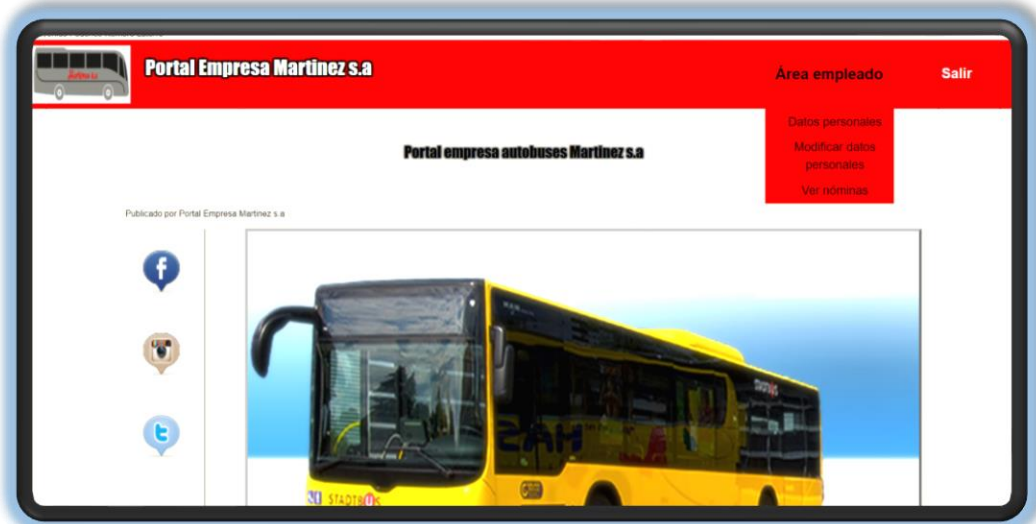 Portal Empresa Martinez s.a
Área empleado
Salir
Datos personales
Modificar datos
personales
Ver nóminas
Portal empresa autobuses Martinez s.a
Publicado por Portal Empresa Martinez s.a
STADTBUS